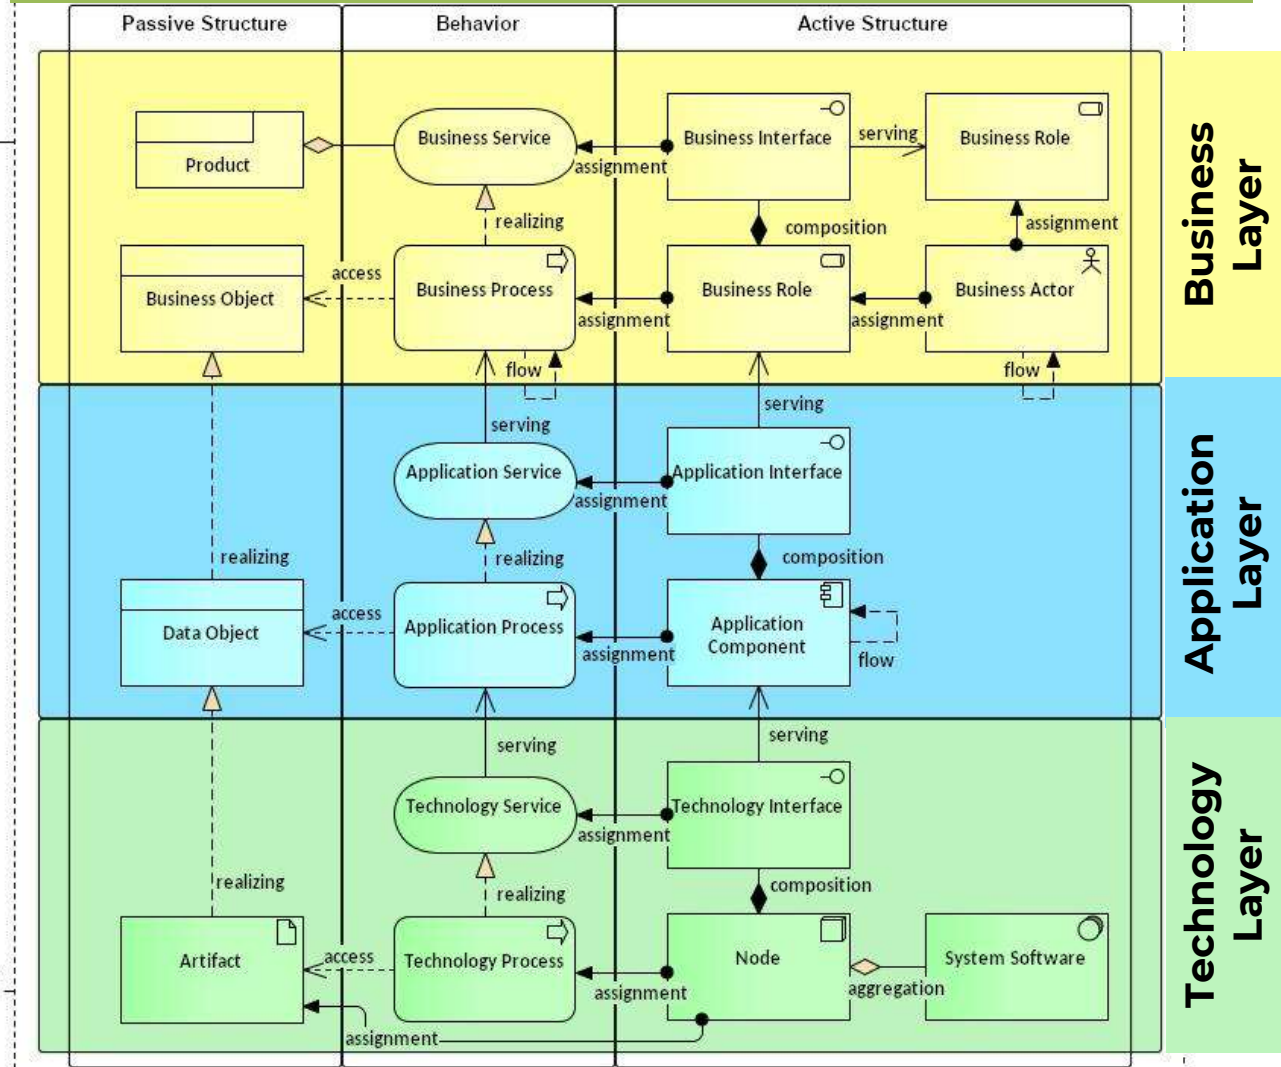 Passive Structure
Behavior
Active Structure
Business Layer
Product
Business Service
assignment
Business Interface
serving
Business Role
realizing
composition
assignment
Business Object
access
Business Process
assignment
Business Role
assignment
Business Actor
flow
flow
Application Layer
serving
serving
Application Service
assignment
Application Interface
realizing
realizing
composition
Data Object
access
Application Process
assignment
Application
Component
flow
Technology Layer
serving
serving
Technology Service
assignment
Technology Interface
realizing
realizing
composition
Artifact
access
Technology Process
assignment
Node
aggregation
System Software
assignment